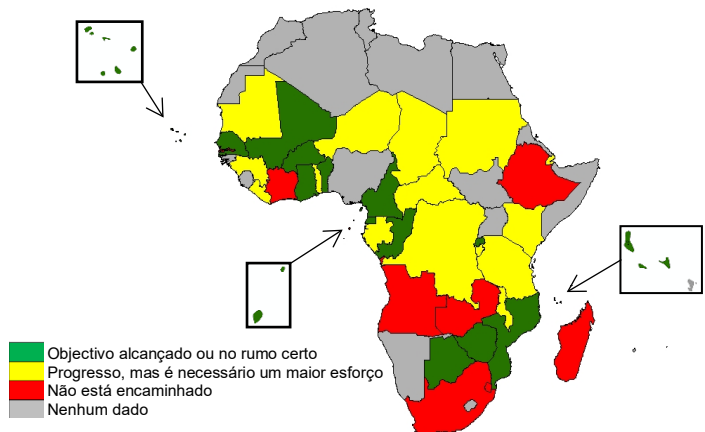 Objectivo alcançado ou no rumo certo
Progresso, mas é necessário um maior esforço
Não está encaminhado
Nenhum dado